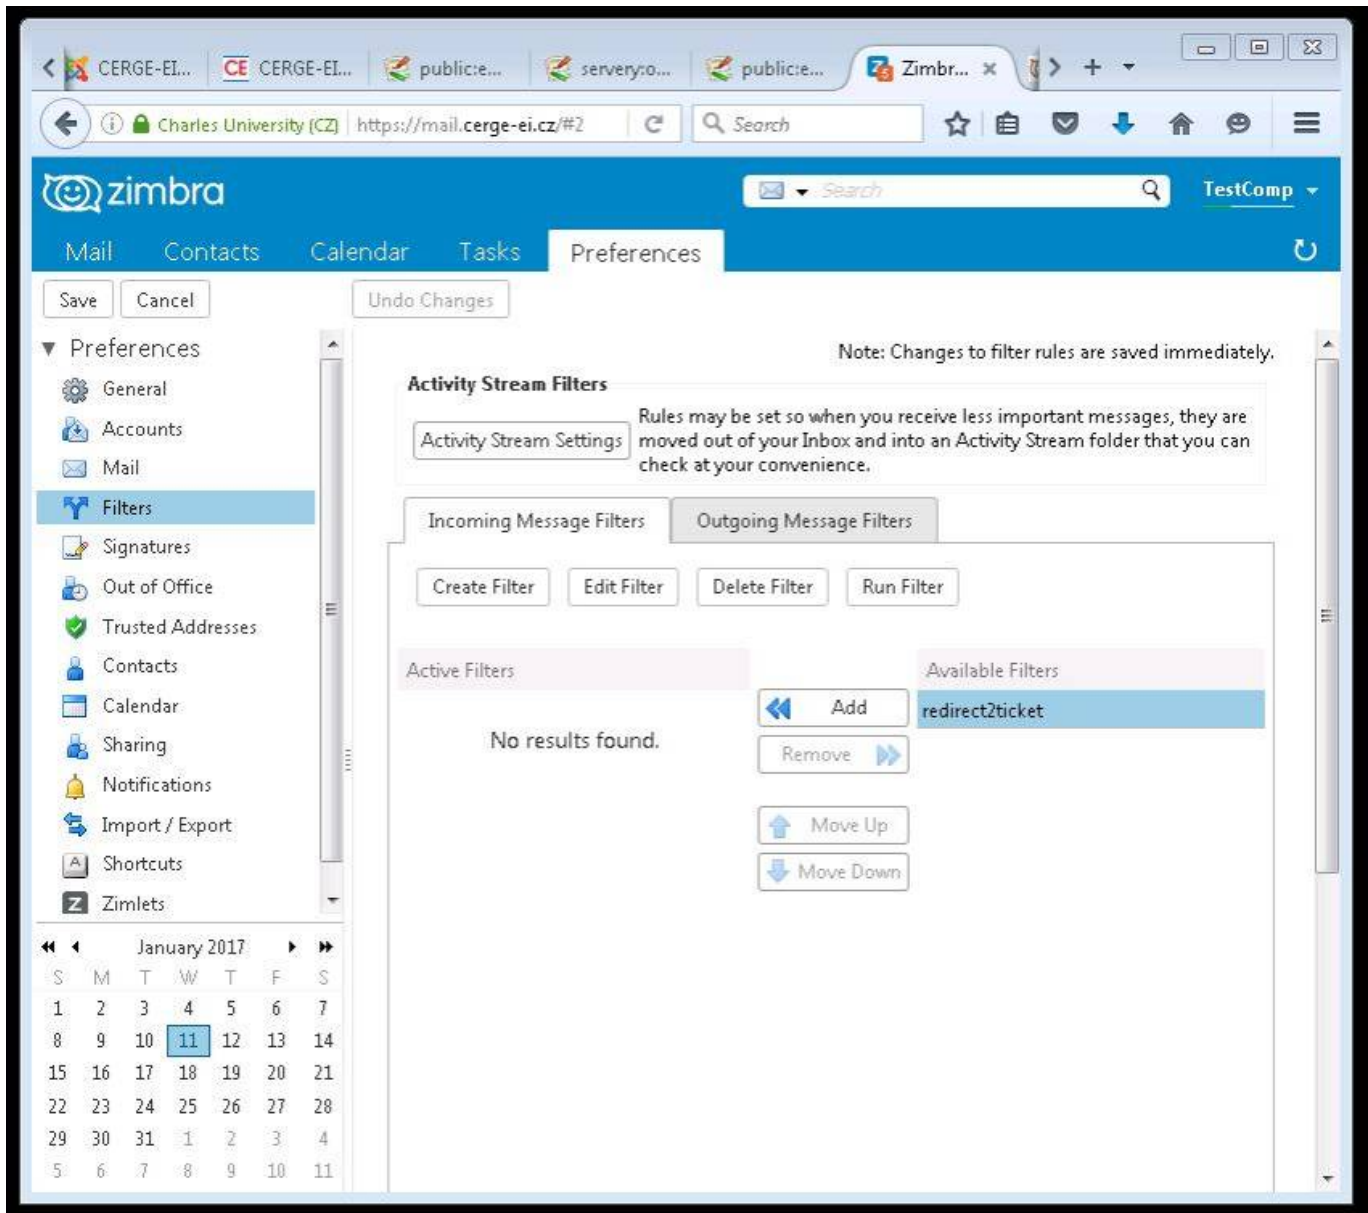 CERGE-EI...
CE CERGE-EI...
public:e...
servery:o...
public:e...
Zimbr...
Charles University (CZ)
https://mail.cerge-ei.cz/#2
Search
zimbra
Search
TestComp
Mail
Contacts
Calendar
Tasks
Preferences
Save
Cancel
Undo Changes
Preferences
General
Accounts
Mail
Filters
Signatures
Out of Office
Trusted Addresses
Contacts
Calendar
Sharing
Notifications
Import / Export
A Shortcuts
Z Zimlets
January 2017
S M T W T F S
1 2 3 4 5 6 7
8 9 10 11 12 13 14
15 16 17 18 19 20 21
22 23 24 25 26 27 28
29 30 31 1 2 3 4
5 6 7 8 9 10 11
Note: Changes to filter rules are saved immediately.
Activity Stream Filters
Activity Stream Settings
Rules may be set so when you receive less important messages, they are
moved out of your Inbox and into an Activity Stream folder that you can
check at your convenience.
Incoming Message Filters
Outgoing Message Filters
Create Filter
Edit Filter
Delete Filter
Run Filter
Active Filters
No results found.
Add
Remove
Move Up
Move Down
Available Filters
redirect2ticket